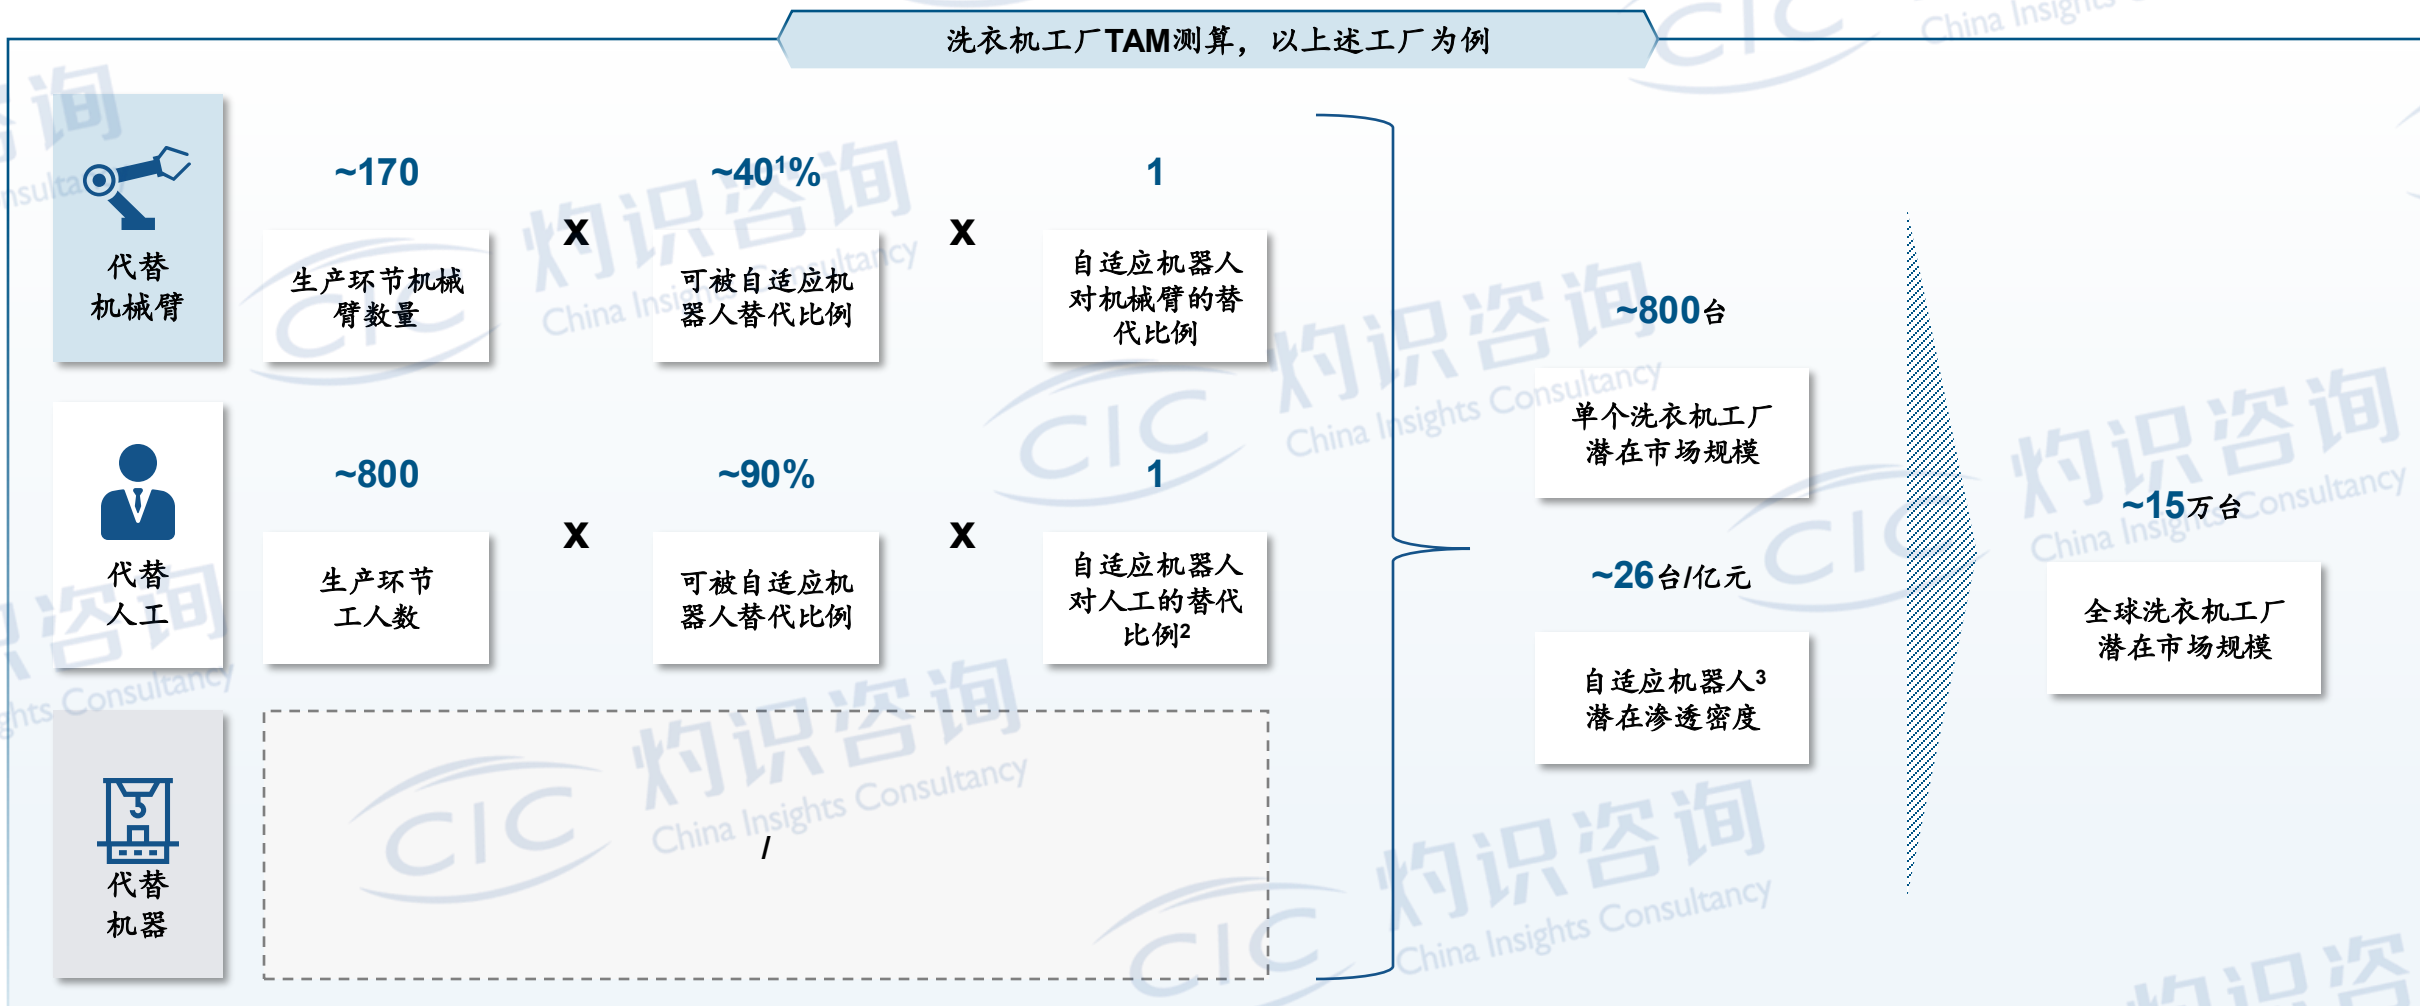 洗衣机工厂TAM测算，以上述工厂为例
代替
机械臂
~170
生产环节机械
臂数量
x
~40¹%
可被自适应机
器人替代比例
x
1
自适应机器人
对机械臂的替
代比例
代替
人工
~800
生产环节
工人数
x
~90%
可被自适应机
器人替代比例
x
1
自适应机器人
对人工的替代
比例²
代替
机器
/
~800台
单个洗衣机工厂
潜在市场规模
~26台/亿元
自适应机器人³
潜在渗透密度
~15万台
全球洗衣机工厂
潜在市场规模
CIC 灼识咨询
China Insights Consultancy